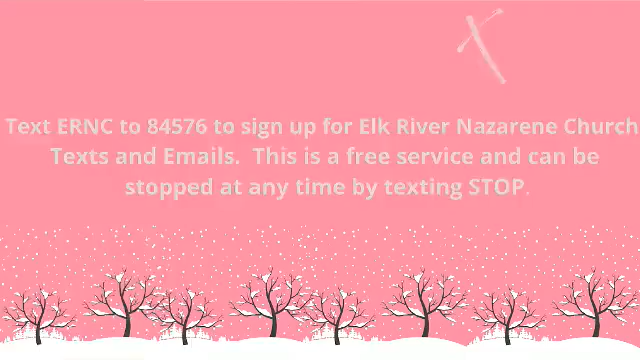 Text ERNC to 84576 to sign up for Elk River Nazarene Church
Texts and Emails. This is a free service and can be
stopped at any time by texting STOP.